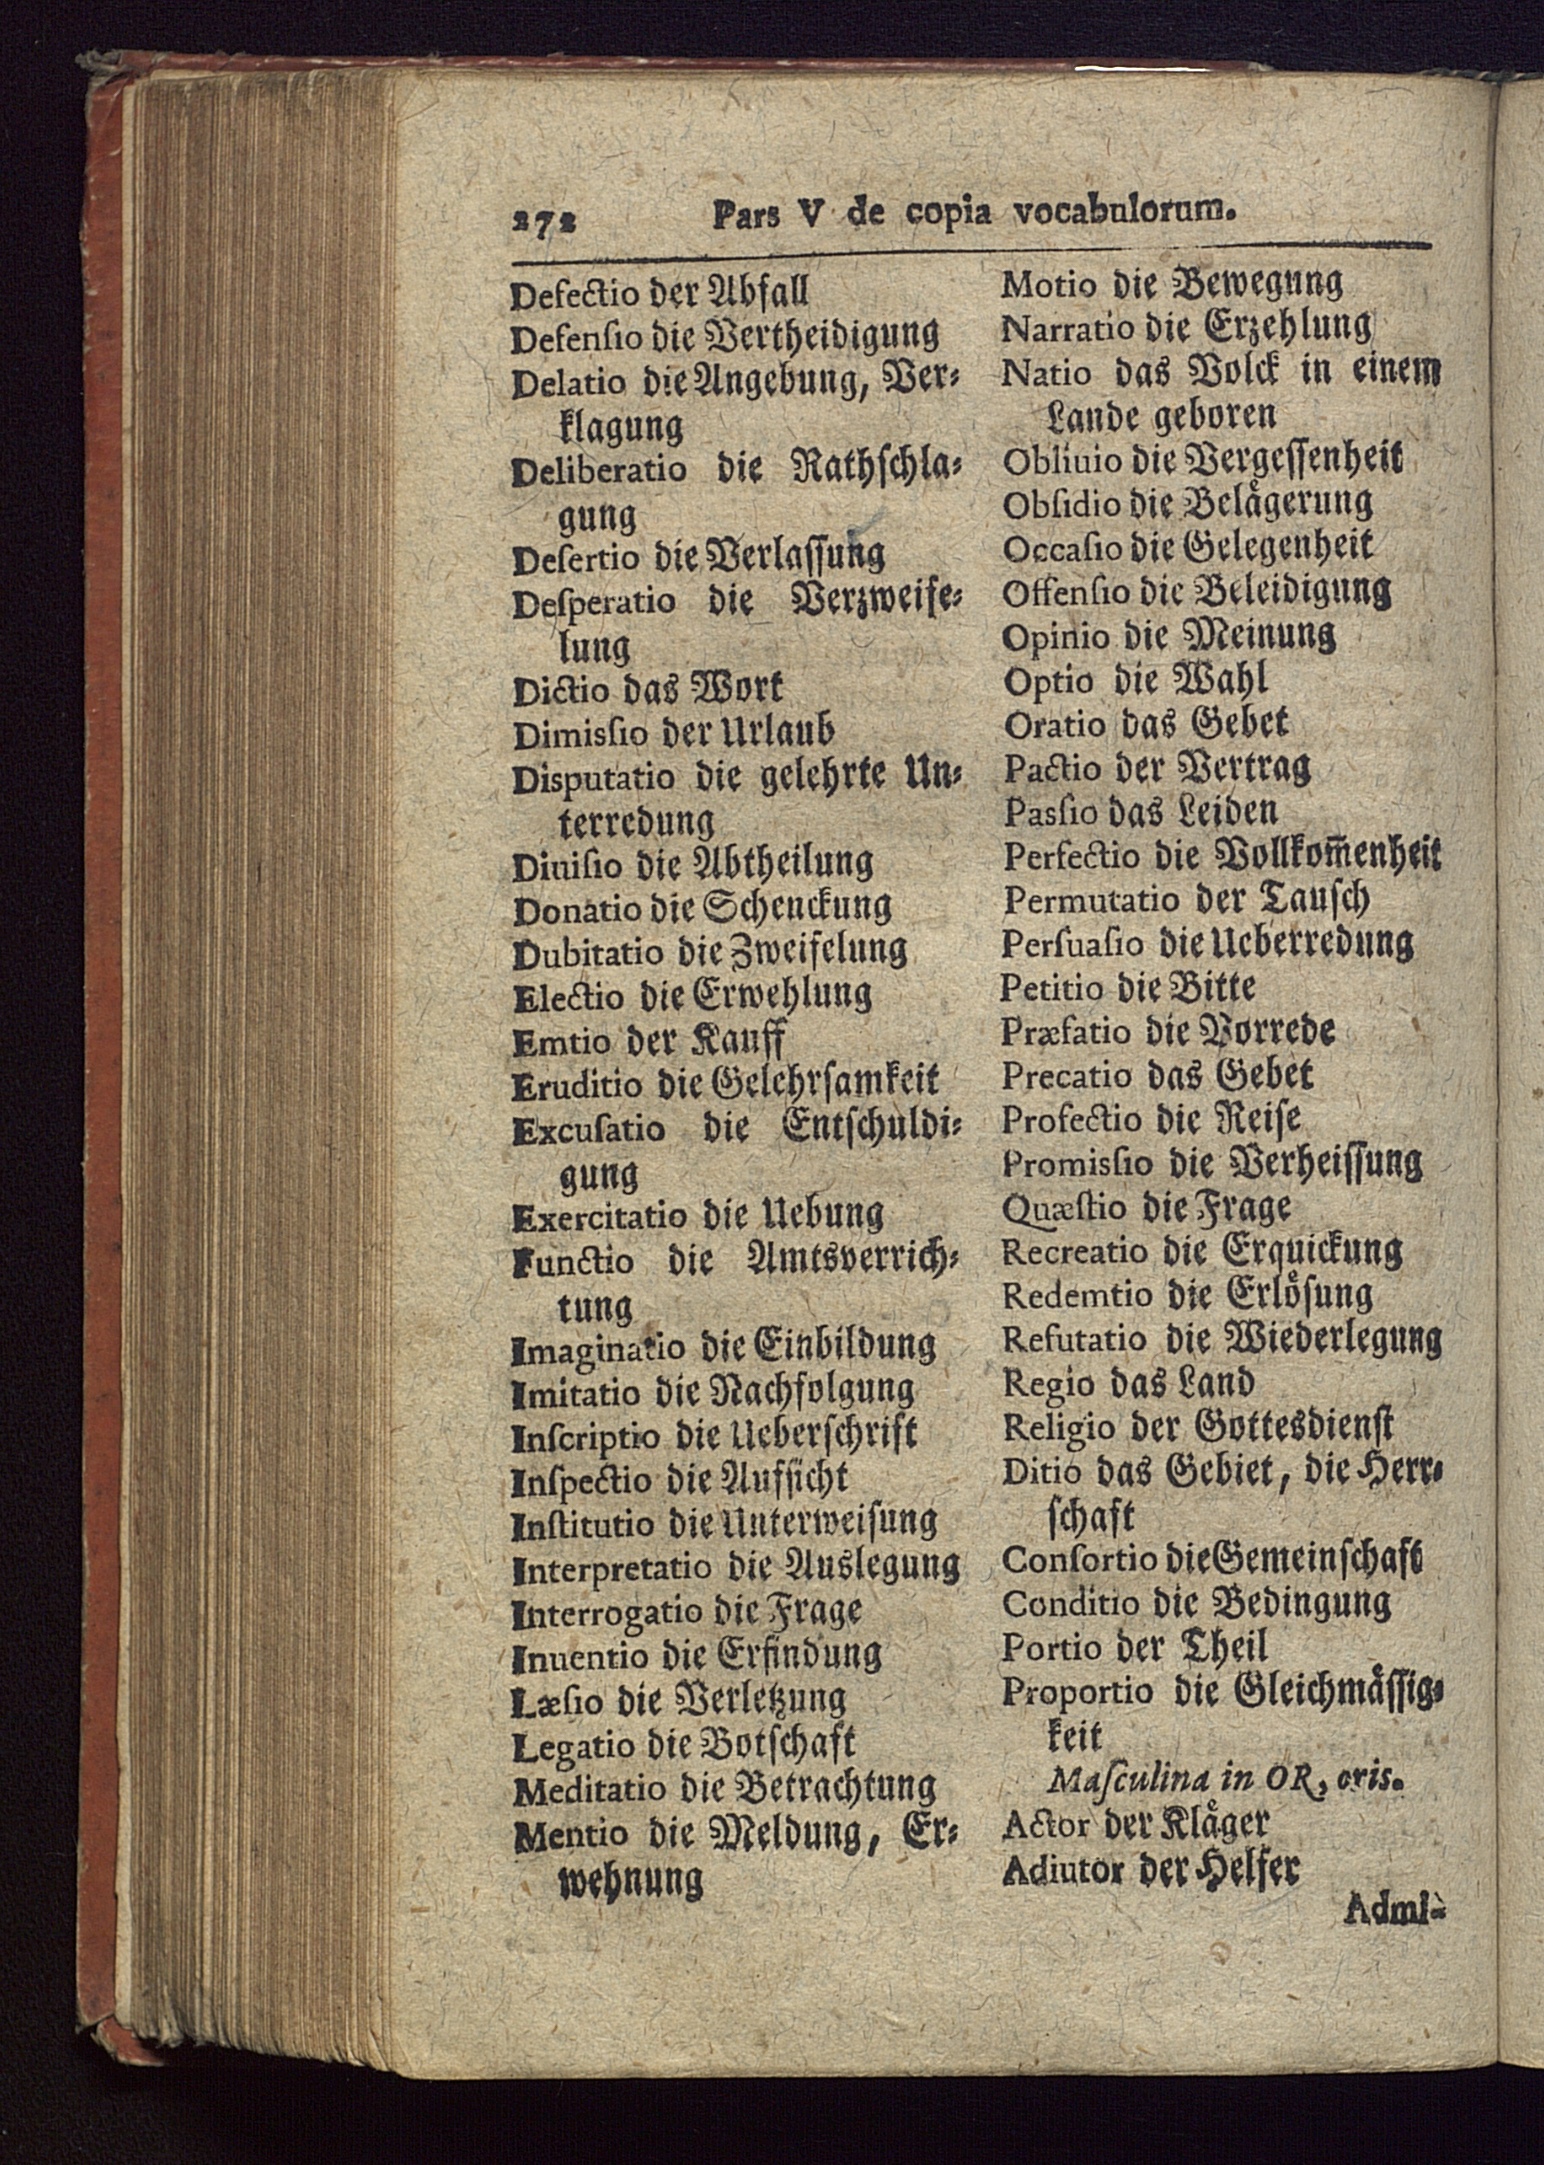 272 Pars V de copia vocabulorum.
Defectio der Abfall
Defenſio die Vertheidigung
Delatio die Angebung, Ver-
klagung
Deliberatio die Rathſchla-
gung
Deſertio die Verlaſſung
Deſperatio die Verzweife-
lung
Dictio das Wort
Dimisſio der Urlaub
Disputatio die gelehrte Un-
terredung
Diuiſio die Abtheilung
Donatio die Schenckung
Dubitatio die Zweifelung
Electio die Erwehlung
Emtio der Kauff
Eruditio die Gelehrſamkeit
Excuſatio die Entſchuldi-
gung
Exercitatio die Uebung
Functio die Amtsverrich-
tung
Imaginatio die Einbildung
Imitatio die Nachfolgung
Inſcriptio die Ueberſchrift
Inſpectio die Aufſicht
Inſtitutio die Unterweiſung
Interpretatio die Auslegung
Interrogatio die Frage
Inuentio die Erfindung
Læſio die Verletzung
Legatio die Botſchaft
Meditatio die Betrachtung
Mentio die Meldung, Er-
wehnung
Motio die Bewegung
Narratio die Erzehlung
Natio das Volck in einem
Lande geboren
Obliuio die Vergeſſenheit
Obſidio die Belågerung
Occaſio die Gelegenheit
Offenſio die Beleidigung
Opinio die Meinung
Optio die Wahl
Oratio das Gebet
Pactio der Vertrag
Pasſio das Leiden
Perfectio die Vollkom̅enheit
Permutatio der Tauſch
Perſuaſio die Ueberredung
Petitio die Bitte
Præfatio die Vorrede
Precatio das Gebet
Profectio die Reiſe
Promisſio die Verheiſſung
Quæſtio die Frage
Recreatio die Erquickung
Redemtio die Erlöſung
Refutatio die Wiederlegung
Regio das Land
Religio der Gottesdienſt
Ditio das Gebiet, die Herr-
ſchaft
Conſortio die Gemeinſchaft
Conditio die Bedingung
Portio der Theil
Proportio die Gleichmåſſig-
keit
Maſculina in OR, oris.
Actor der Klåger
Adiutor der Helfer
Admi-